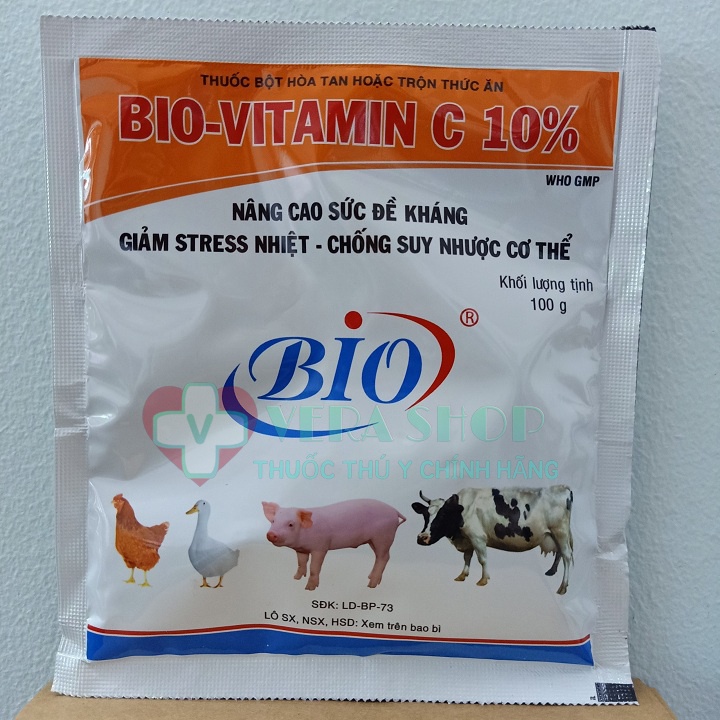 THUỐC BỘT HÒA TAN HOẶC TRỘN THỨC ĂN
BIO-VITAMIN C 10%
WHO GMP
NÂNG CAO SỨC ĐỀ KHÁNG
GIẢM STRESS NHIỆT - CHỐNG SUY NHƯỢC CƠ THỂ
Khối lượng tịnh
100 g
BIO ®
V VERA SHOP
THUỐC THÚ Y CHÍNH HÃNG
SĐK: LD-BP-73
LÔ SX, NSX, HSD: Xem trên bao bì